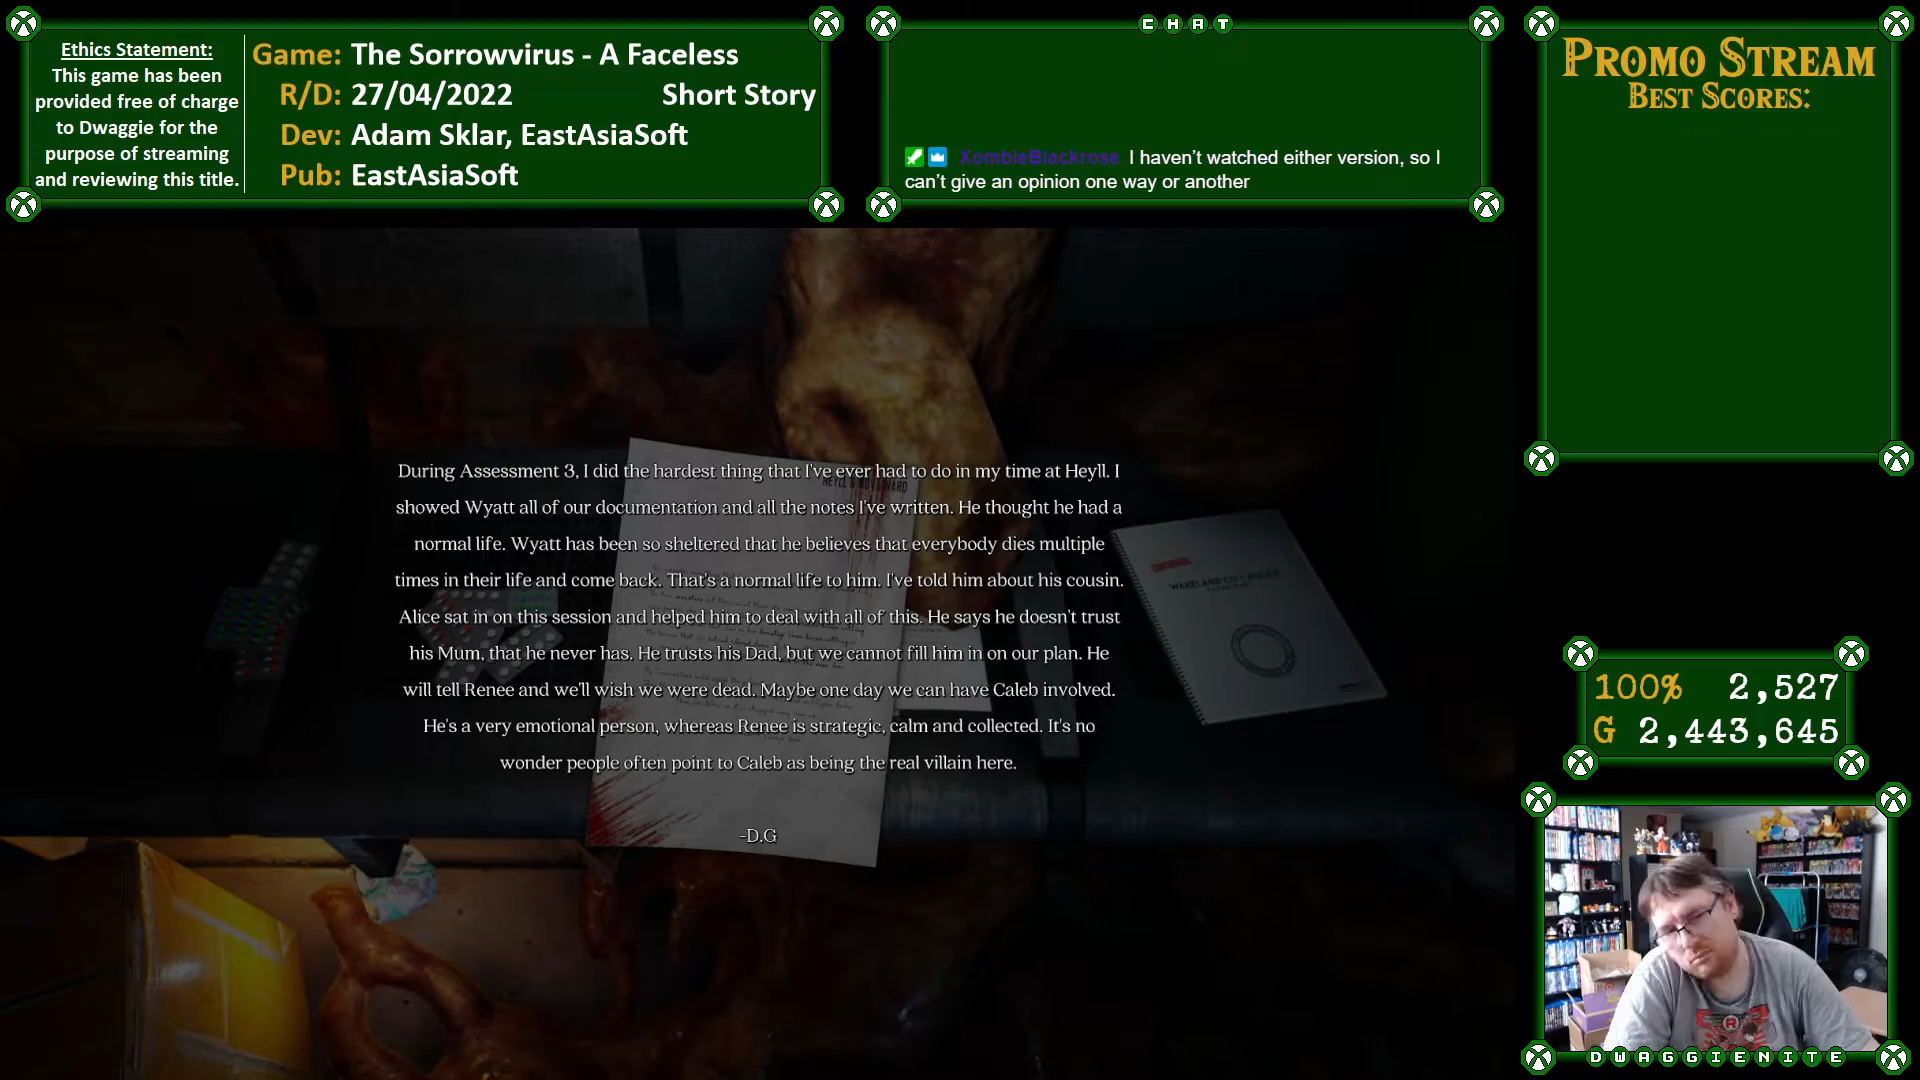 Ethics Statement:
This game has been
provided free of charge
to Dwaggie for the
purpose of streaming
and reviewing this title.
Game: The Sorrowvirus - A Faceless
R/D: 27/04/2022 Short Story
Dev: Adam Sklar, EastAsiaSoft
Pub: EastAsiaSoft
CHAT
XombieBlackrose I haven't watched either version, so I
can't give an opinion one way or another
Promo Stream
Best Scores:
During Assessment 3, I did the hardest thing that I've ever had to do in my time at Heyll. I
showed Wyatt all of our documentation and all the notes I've written. He thought he had a
normal life. Wyatt has been so sheltered that he believes that everybody dies multiple
times in their life and come back. That's a normal life to him. I've told him about his cousin.
Alice sat in on this session and helped him to deal with all of this. He says he doesn't trust
his Mum, that he never has. He trusts his Dad, but we cannot fill him in on our plan. He
will tell Renee and we'll wish we were dead. Maybe one day we can have Caleb involved.
He's a very emotional person, whereas Renee is strategic, calm and collected. It's no
wonder people often point to Caleb as being the real villain here.
-D.G
HEYLL BOULEVARD
WAKELAND CITY POLICE
100% 2,527
G 2,443,645
DWAGGIENITE